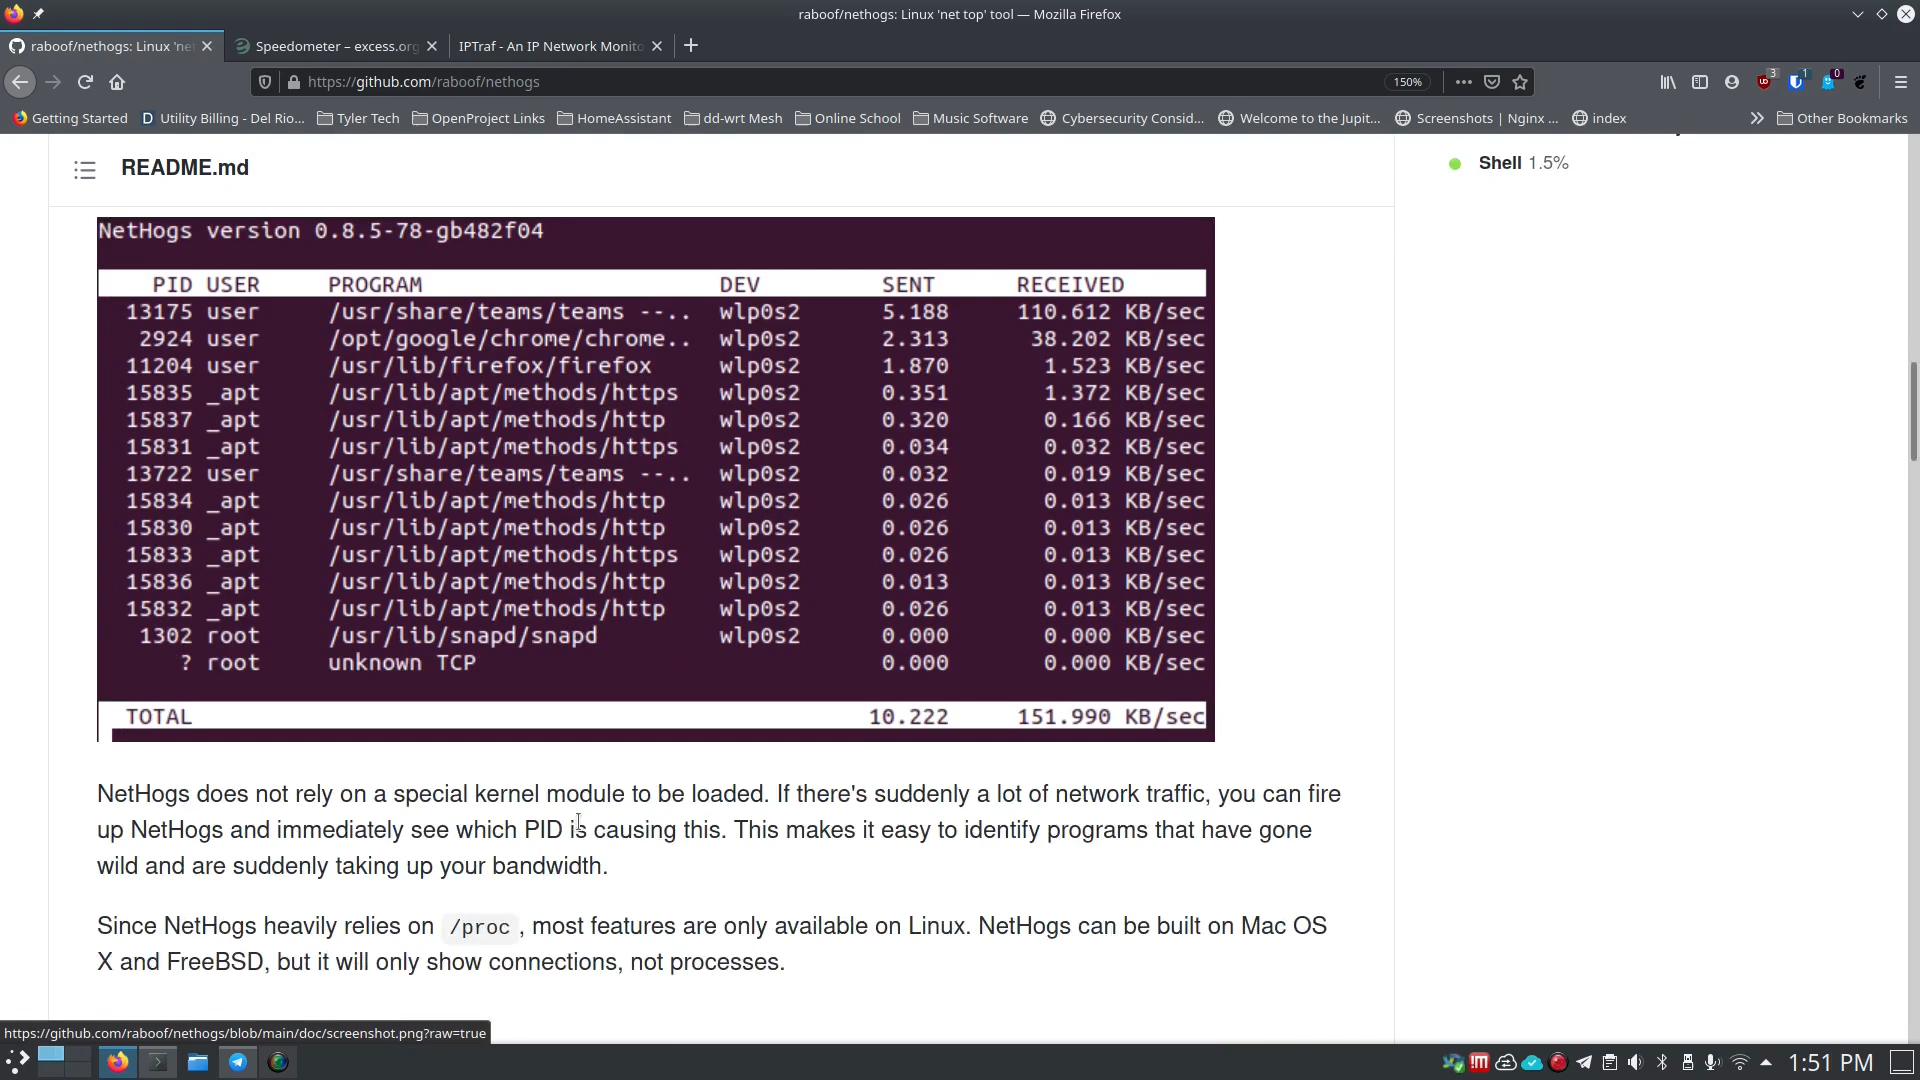 raboof/nethogs: Linux 'net top' tool — Mozilla Firefox
raboof/nethogs: Linux 'ne
Speedometer – excess.org
IPTraf - An IP Network Monito
https://github.com/raboof/nethogs
150%
3
1
0
Getting Started
Utility Billing - Del Rio...
Tyler Tech
OpenProject Links
HomeAssistant
dd-wrt Mesh
Online School
Music Software
Cybersecurity Consid...
Welcome to the Jupit...
Screenshots | Nginx ...
index
Other Bookmarks
README.md
Shell 1.5%
NetHogs version 0.8.5-78-gb482f04
PID USER PROGRAM DEV SENT RECEIVED
13175 user /usr/share/teams/teams --.. wlp0s2 5.188 110.612 KB/sec
2924 user /opt/google/chrome/chrome.. wlp0s2 2.313 38.202 KB/sec
11204 user /usr/lib/firefox/firefox wlp0s2 1.870 1.523 KB/sec
15835 _apt /usr/lib/apt/methods/https wlp0s2 0.351 1.372 KB/sec
15837 _apt /usr/lib/apt/methods/http wlp0s2 0.320 0.166 KB/sec
15831 _apt /usr/lib/apt/methods/https wlp0s2 0.034 0.032 KB/sec
13722 user /usr/share/teams/teams --.. wlp0s2 0.032 0.019 KB/sec
15834 _apt /usr/lib/apt/methods/http wlp0s2 0.026 0.013 KB/sec
15830 _apt /usr/lib/apt/methods/http wlp0s2 0.026 0.013 KB/sec
15833 _apt /usr/lib/apt/methods/https wlp0s2 0.026 0.013 KB/sec
15836 _apt /usr/lib/apt/methods/http wlp0s2 0.013 0.013 KB/sec
15832 _apt /usr/lib/apt/methods/http wlp0s2 0.026 0.013 KB/sec
1302 root /usr/lib/snapd/snapd wlp0s2 0.000 0.000 KB/sec
? root unknown TCP 0.000 0.000 KB/sec
TOTAL 10.222 151.990 KB/sec
NetHogs does not rely on a special kernel module to be loaded. If there's suddenly a lot of network traffic, you can fire
up NetHogs and immediately see which PID is causing this. This makes it easy to identify programs that have gone
wild and are suddenly taking up your bandwidth.
Since NetHogs heavily relies on /proc , most features are only available on Linux. NetHogs can be built on Mac OS
X and FreeBSD, but it will only show connections, not processes.
https://github.com/raboof/nethogs/blob/main/doc/screenshot.png?raw=true
1:51 PM